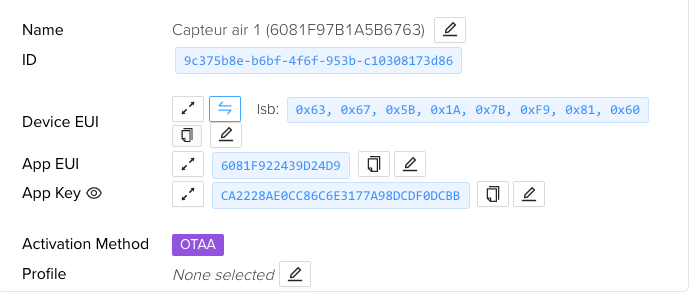 Name Capteur air 1 (6081F97B1A5B6763)
ID 9c375b8e-b6bf-4f6f-953b-c10308173d86
Device EUI lsb: 0x63, 0x67, 0x5B, 0x1A, 0x7B, 0xF9, 0x81, 0x60
App EUI 6081F922439D24D9
App Key CA2228AE0CC86C6E3177A98DCDF0DCBB
Activation Method OTAA
Profile None selected